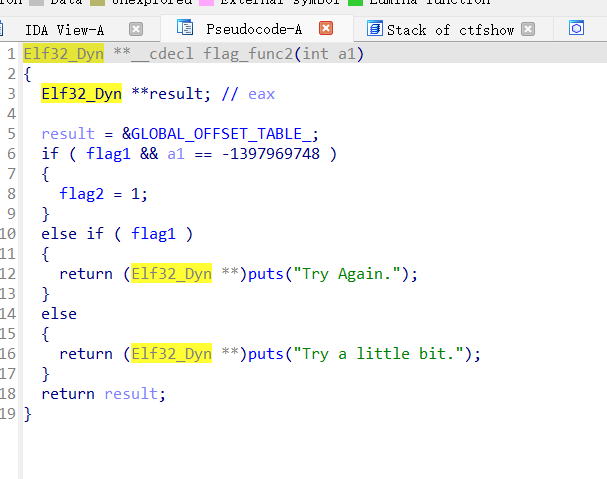 Data Unexplored External symbol Lumina function
IDA View-A Pseudocode-A Stack of ctfshow
1 Elf32_Dyn **__cdecl flag_func2(int a1)
2 {
3 Elf32_Dyn **result; // eax
4
5 result = &GLOBAL_OFFSET_TABLE_;
6 if ( flag1 && a1 == -1397969748 )
7 {
8 flag2 = 1;
9 }
10 else if ( flag1 )
11 {
12 return (Elf32_Dyn **)puts("Try Again.");
13 }
14 else
15 {
16 return (Elf32_Dyn **)puts("Try a little bit.");
17 }
18 return result;
19 }